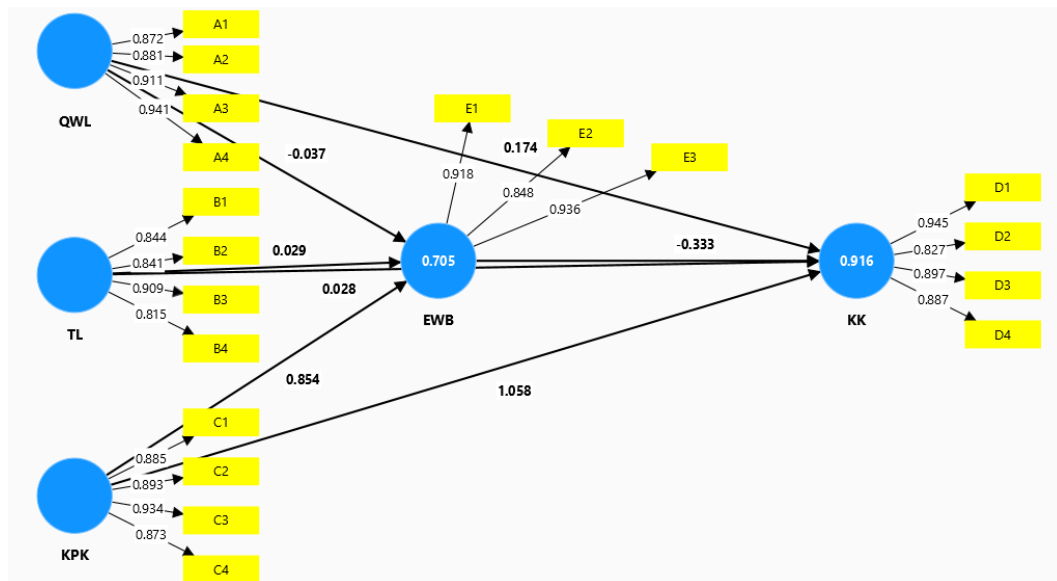 A1
0.872
0.881
A2
0.911
A3
0.941
A4
QWL
-0.037
0.174
E1
E2
E3
0.918
0.848
0.936
B1
0.844
B2
0.841
0.909
B3
0.815
B4
TL
0.029
0.028
0.705
EWB
-0.333
0.916
KK
D1
0.945
D2
0.827
0.897
D3
0.887
D4
0.854
1.058
C1
0.885
C2
0.893
0.934
C3
0.873
C4
KPK